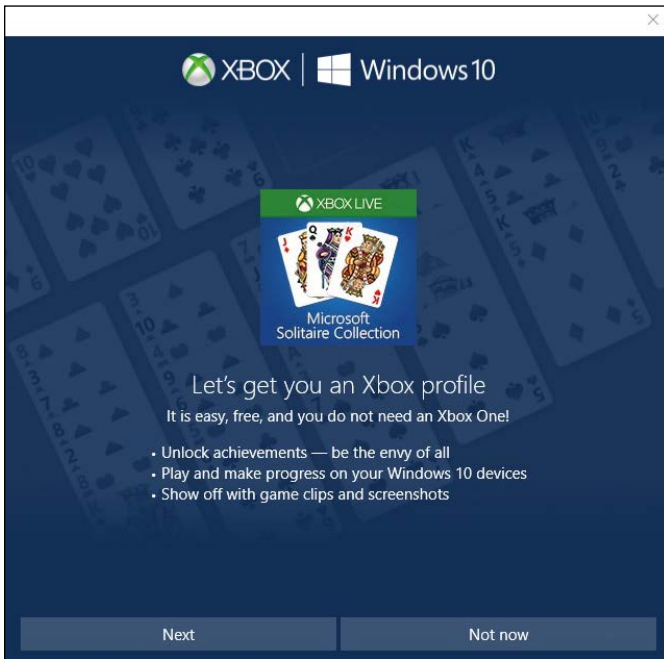 XBOX | Windows 10
XBOX LIVE
J Q K
K
Microsoft
Solitaire Collection
Let's get you an Xbox profile
It is easy, free, and you do not need an Xbox One!
• Unlock achievements — be the envy of all
• Play and make progress on your Windows 10 devices
• Show off with game clips and screenshots
Next
Not now